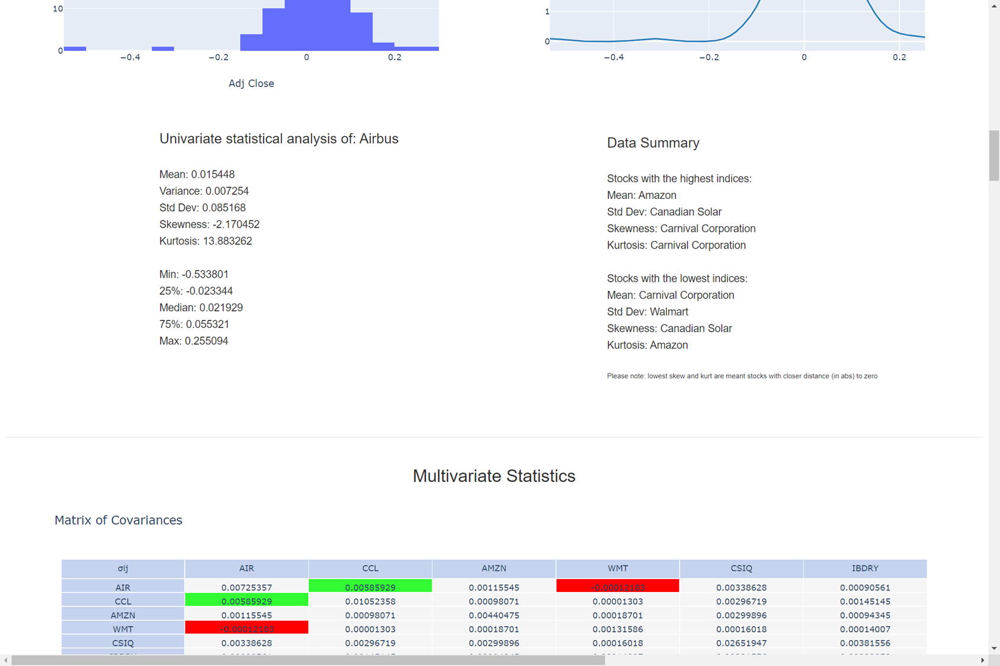 10
0
−0.4 −0.2 0 0.2
Adj Close
1
0
−0.4 −0.2 0 0.2
Univariate statistical analysis of: Airbus
Mean: 0.015448
Variance: 0.007254
Std Dev: 0.085168
Skewness: -2.170452
Kurtosis: 13.883262
Min: -0.533801
25%: -0.023344
Median: 0.021929
75%: 0.055321
Max: 0.255094
Data Summary
Stocks with the highest indices:
Mean: Amazon
Std Dev: Canadian Solar
Skewness: Carnival Corporation
Kurtosis: Carnival Corporation
Stocks with the lowest indices:
Mean: Carnival Corporation
Std Dev: Walmart
Skewness: Canadian Solar
Kurtosis: Amazon
Please note: lowest skew and kurt are meant stocks with closer distance (in abs) to zero
Multivariate Statistics
Matrix of Covariances
σij AIR CCL AMZN WMT CSIQ IBDRY
AIR 0.00725357 0.00585929 0.00115545 -0.00012183 0.00338628 0.00090561
CCL 0.00585929 0.01052358 0.00098071 0.00001303 0.00296719 0.00145145
AMZN 0.00115545 0.00098071 0.00440475 0.00018701 0.00299896 0.00094345
WMT -0.00012183 0.00001303 0.00018701 0.00131586 0.00016018 0.00014007
CSIQ 0.00338628 0.00296719 0.00299896 0.00016018 0.02651947 0.00381556